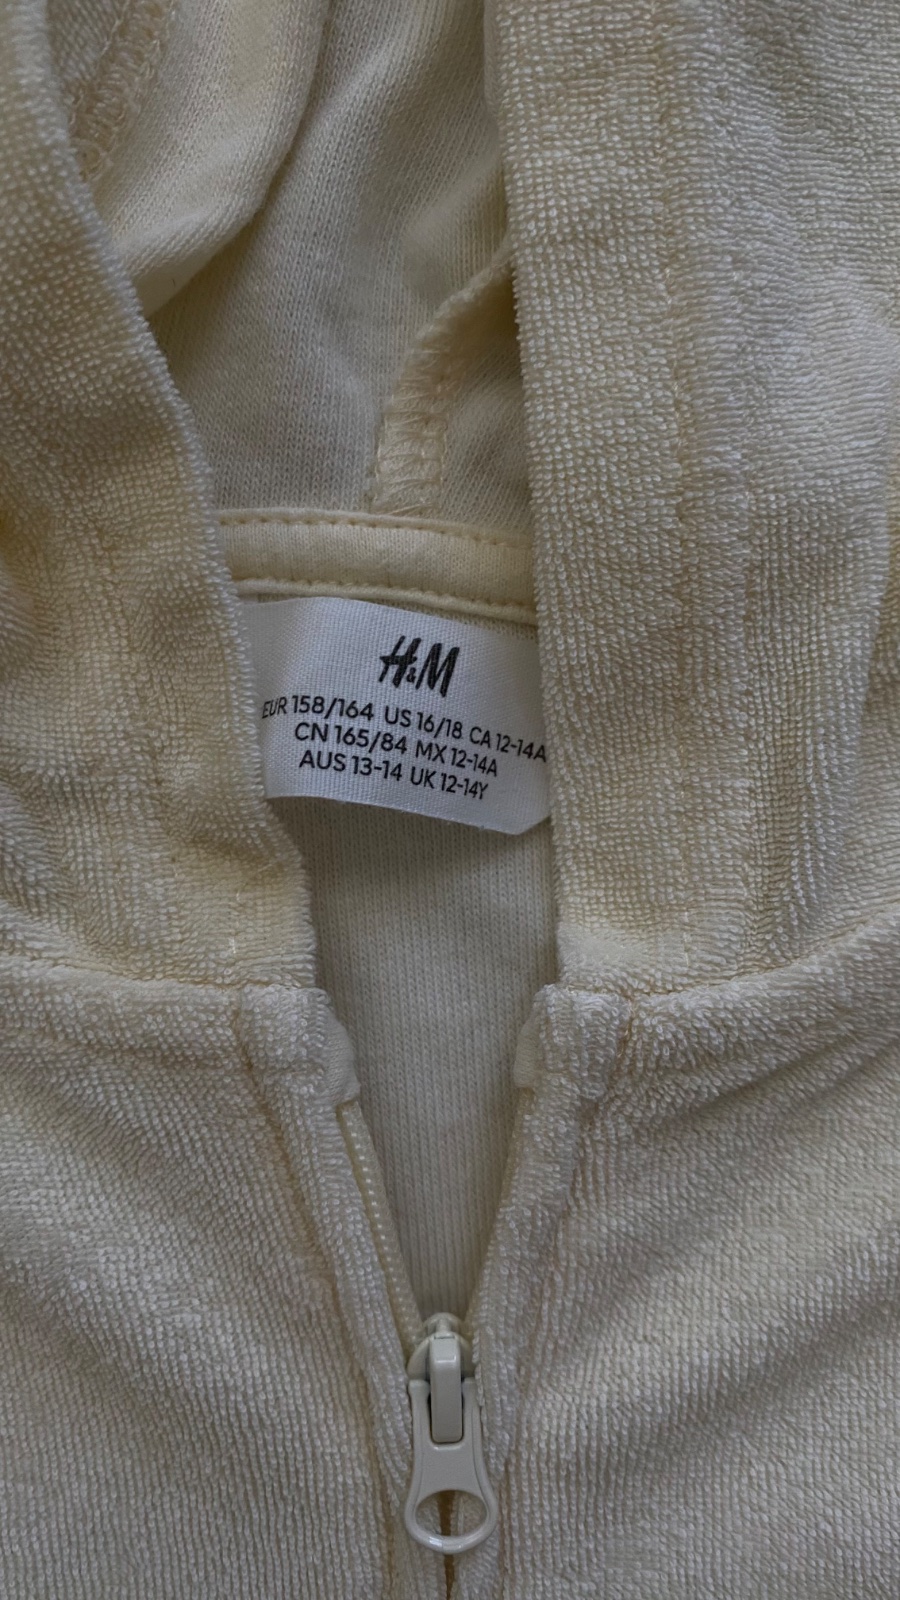 H&M
EUR 158/164 US 16/18 CA 12-14A
CN 165/84 MX 12-14A
AUS 13-14 UK 12-14Y